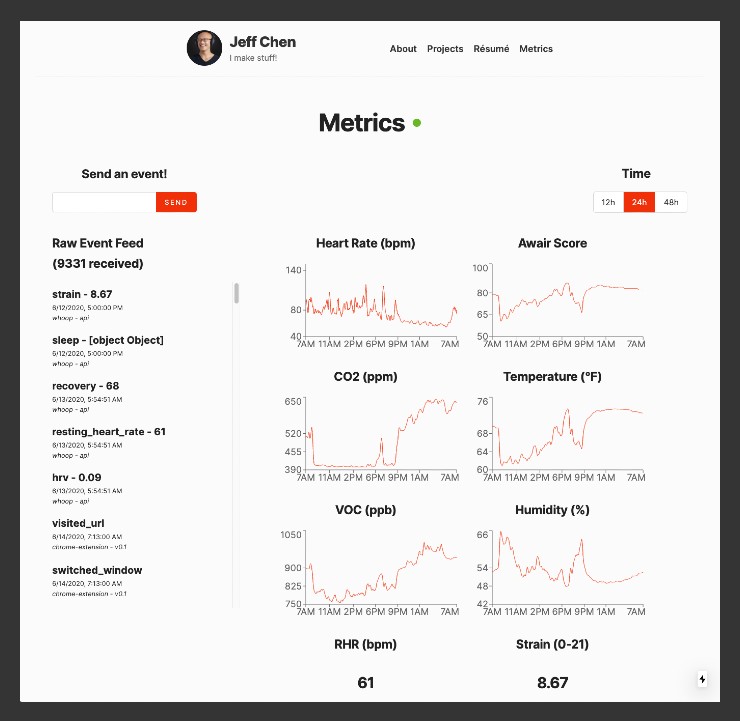 Jeff Chen
I make stuff!
About Projects Résumé Metrics
Metrics
Send an event!
SEND
Time
12h 24h 48h
Raw Event Feed
(9331 received)
strain - 8.67
6/12/2020, 5:00:00 PM
whoop - api
sleep - [object Object]
6/12/2020, 5:00:00 PM
whoop - api
recovery - 68
6/13/2020, 5:54:51 AM
whoop - api
resting_heart_rate - 61
6/13/2020, 5:54:51 AM
whoop - api
hrv - 0.09
6/13/2020, 5:54:51 AM
whoop - api
visited_url
6/14/2020, 7:13:00 AM
chrome-extension - v0.1
switched_window
6/14/2020, 7:13:00 AM
chrome-extension - v0.1
Heart Rate (bpm)
140
80
40
7AM 11AM 2PM 6PM 9PM 1AM 7AM
Awair Score
100
80
65
50
7AM 11AM 2PM 6PM 9PM 1AM 7AM
CO2 (ppm)
650
520
455
390
7AM 11AM 2PM 6PM 9PM 1AM 7AM
Temperature (°F)
76
68
64
60
7AM 11AM 2PM 6PM 9PM 1AM 7AM
VOC (ppb)
1050
900
825
750
7AM 11AM 2PM 6PM 9PM 1AM 7AM
Humidity (%)
66
54
48
42
7AM 11AM 2PM 6PM 9PM 1AM 7AM
RHR (bpm)
61
Strain (0-21)
8.67